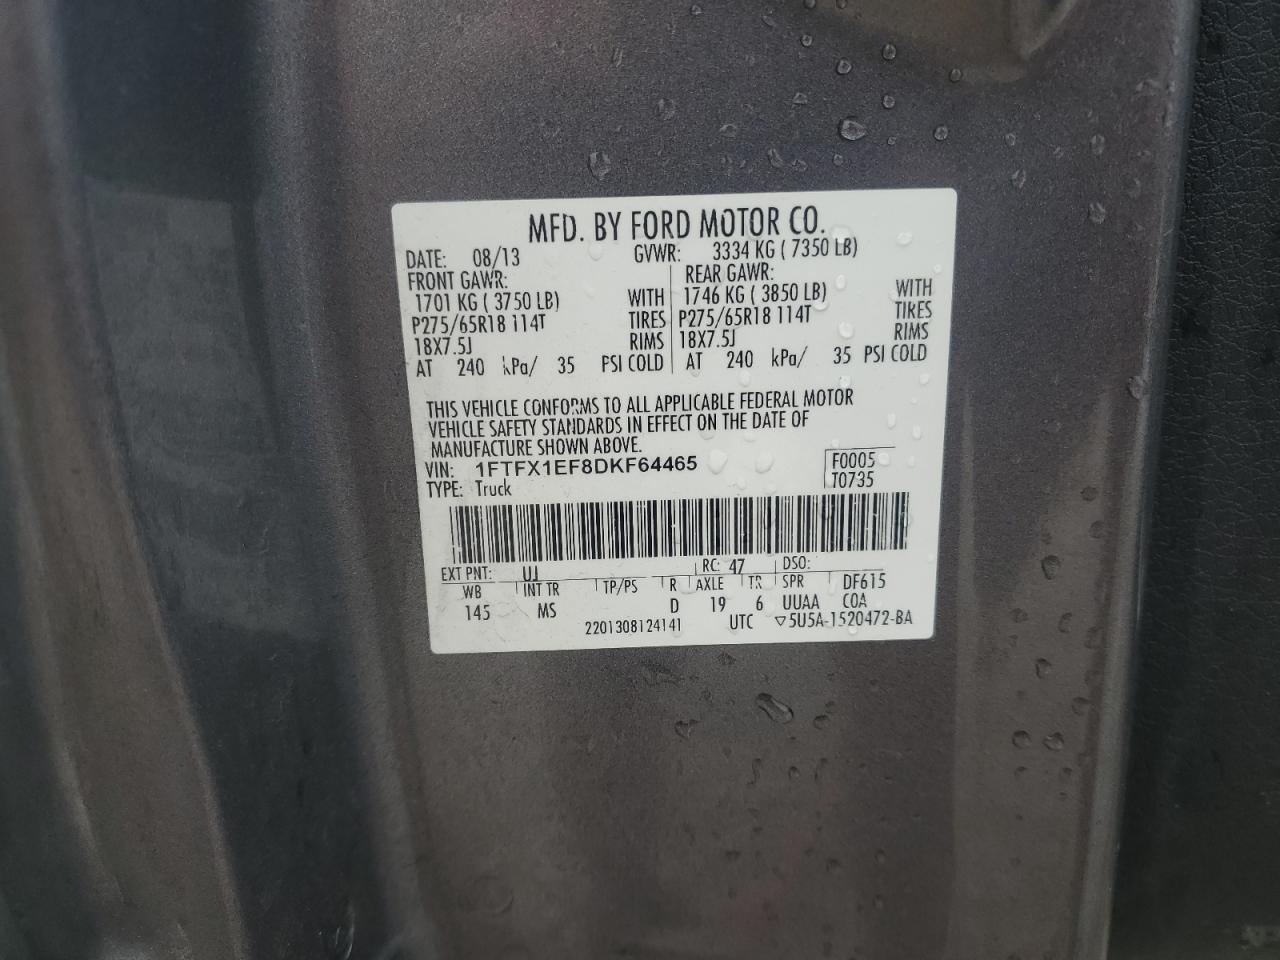 MFD. BY FORD MOTOR CO.
DATE: 08/13 GVWR: 3334 KG ( 7350 LB)
FRONT GAWR: REAR GAWR:
1701 KG ( 3750 LB) WITH 1746 KG ( 3850 LB) WITH
P275/65R18 114T TIRES P275/65R18 114T TIRES
18X7.5J RIMS 18X7.5J RIMS
AT 240 kPa/ 35 PSI COLD AT 240 kPa/ 35 PSI COLD
THIS VEHICLE CONFORMS TO ALL APPLICABLE FEDERAL MOTOR
VEHICLE SAFETY STANDARDS IN EFFECT ON THE DATE OF
MANUFACTURE SHOWN ABOVE.
VIN: 1FTFX1EF8DKF64465 F0005
TYPE: Truck T0735
EXT PNT: UJ RC: 47 DSO:
WB INT TR TP/PS R AXLE TR SPR DF615
145 MS D 19 6 UUAA COA
2201308124141 UTC ▽5U5A-1520472-BA